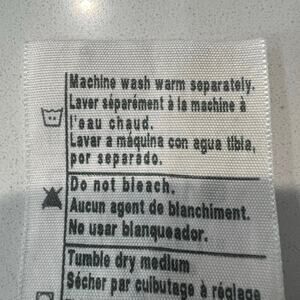 Machine wash warm separately.
Laver séparément à la machine à
l'eau chaud.
Lavar a máquina con agua tibia,
por separado.
Do not bleach.
Aucun agent de blanchiment.
No usar blanqueador.
Tumble dry medium
Sécher par culbutage à réglage